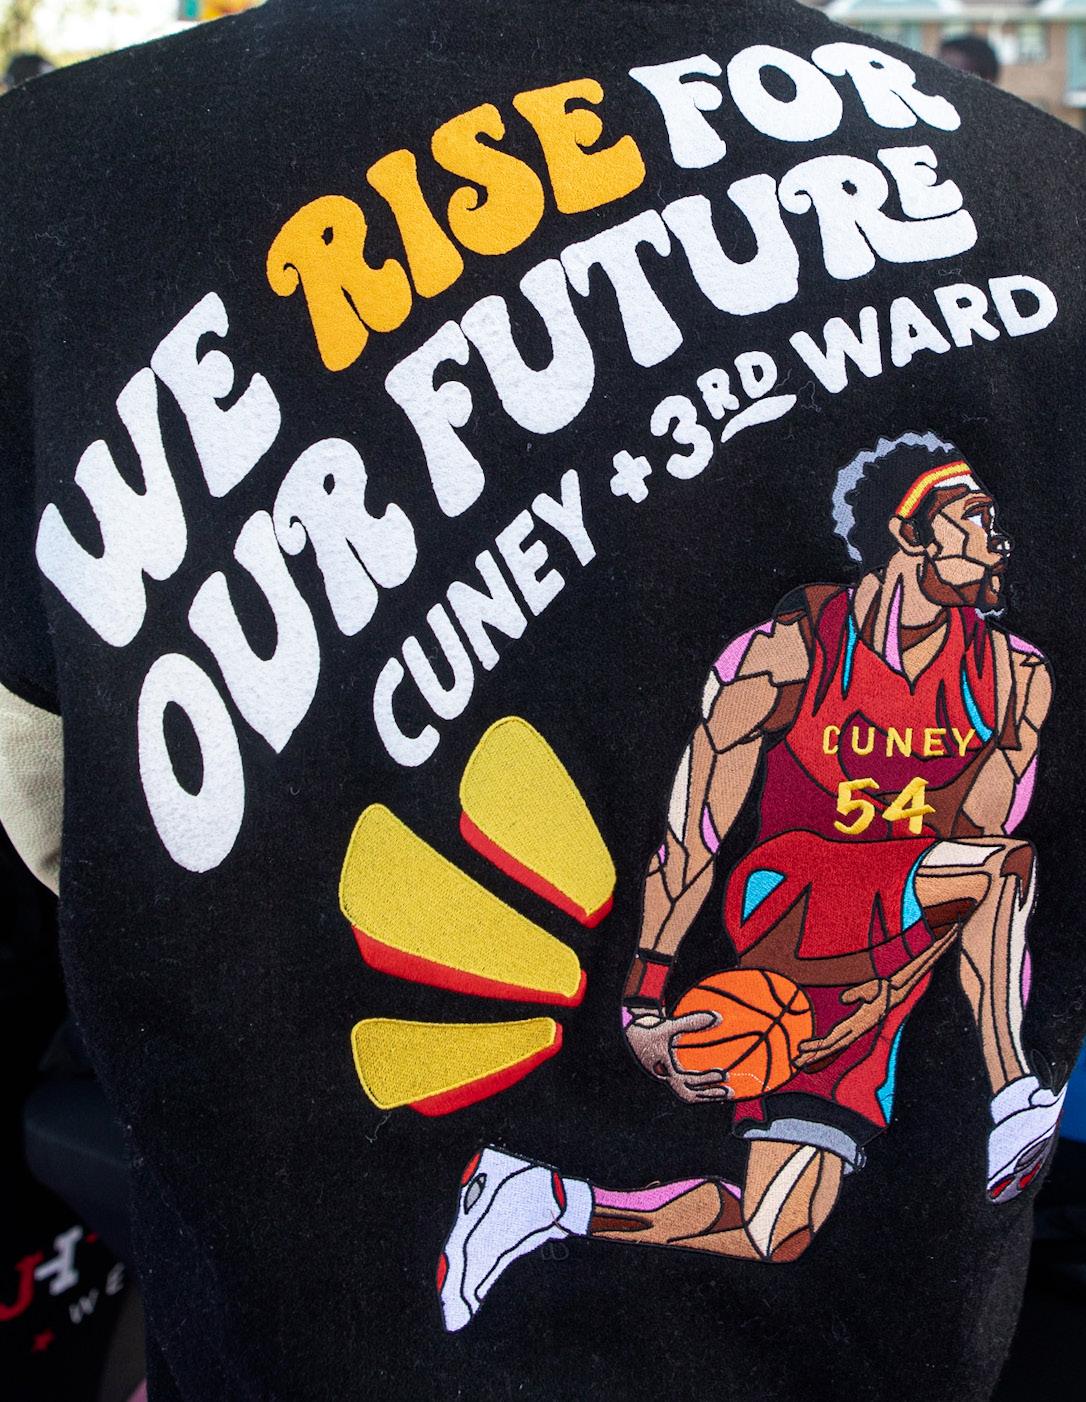 WE RISE FOR
OUR FUTURE
CUNEY + 3RD WARD
CUNEY
54